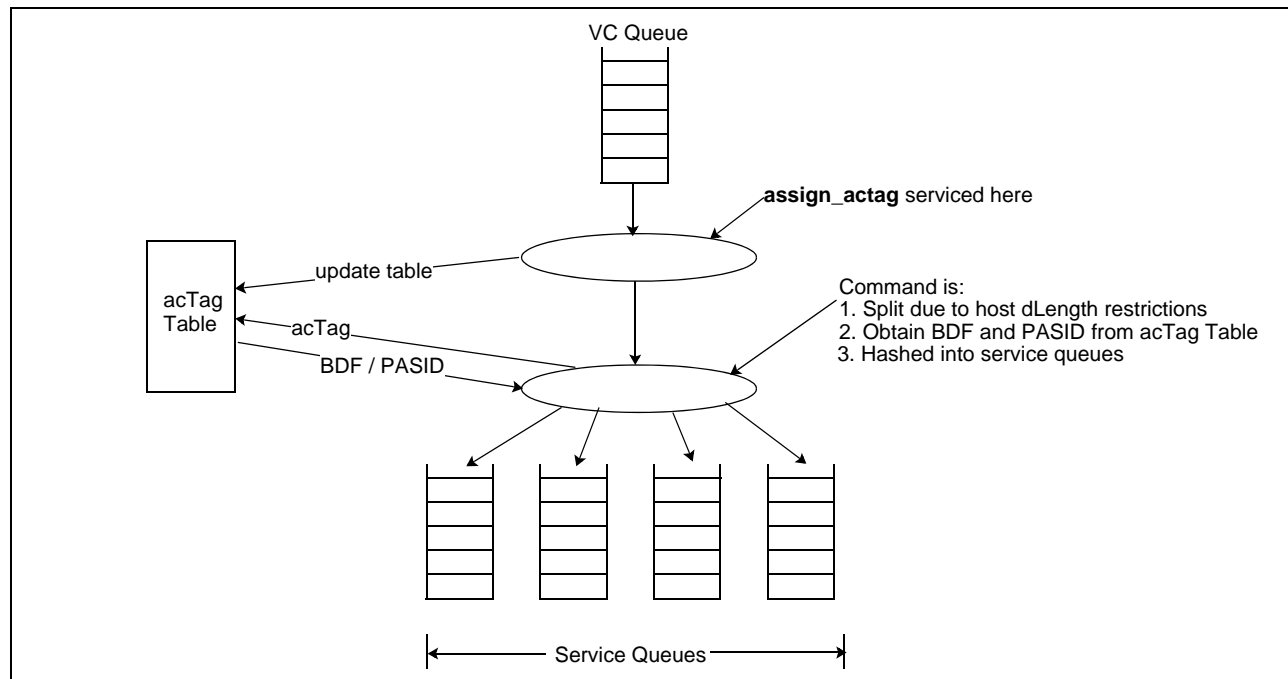 VC Queue
assign_actag serviced here
update table
acTag
Table
acTag
BDF / PASID
Command is:
1. Split due to host dLength restrictions
2. Obtain BDF and PASID from acTag Table
3. Hashed into service queues
Service Queues